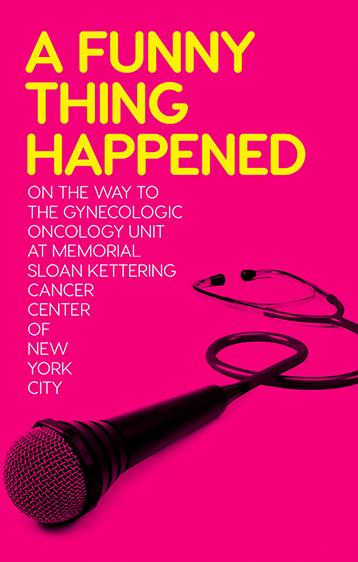 A FUNNY
THING
HAPPENED
ON THE WAY TO
THE GYNECOLOGIC
ONCOLOGY UNIT
AT MEMORIAL
SLOAN KETTERING
CANCER
CENTER
OF
NEW
YORK
CITY